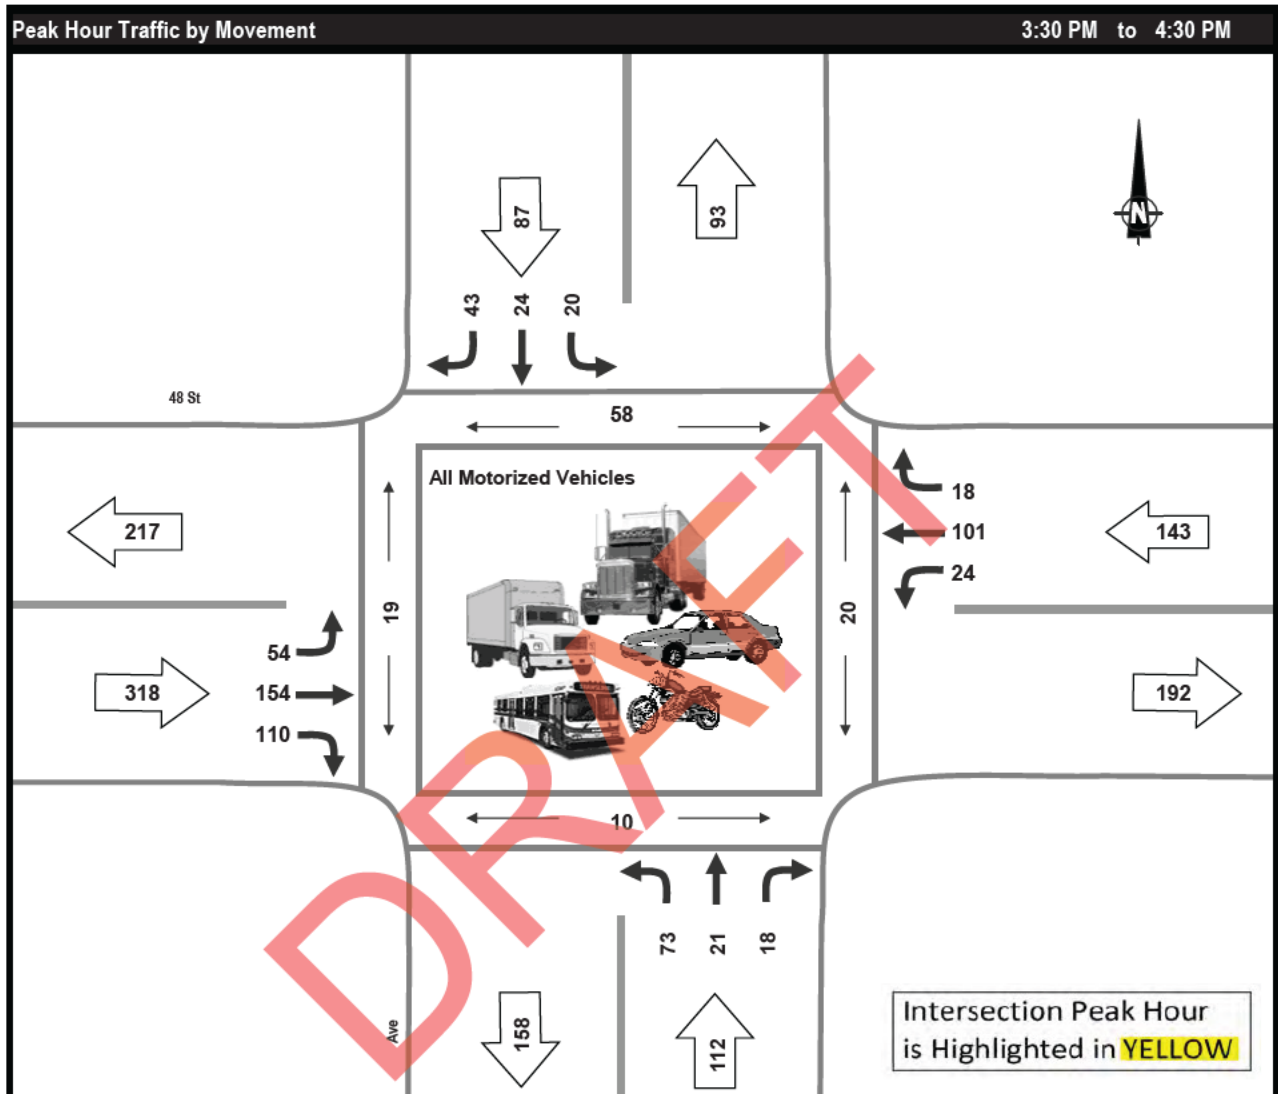 Peak Hour Traffic by Movement 3:30 PM to 4:30 PM
87
93
43 24 20
N
48 St
58
All Motorized Vehicles
18
217
101
143
24
19
20
54
318
154
192
110
10
73 21 18
Ave
158
112
Intersection Peak Hour
is Highlighted in YELLOW
DRAFT